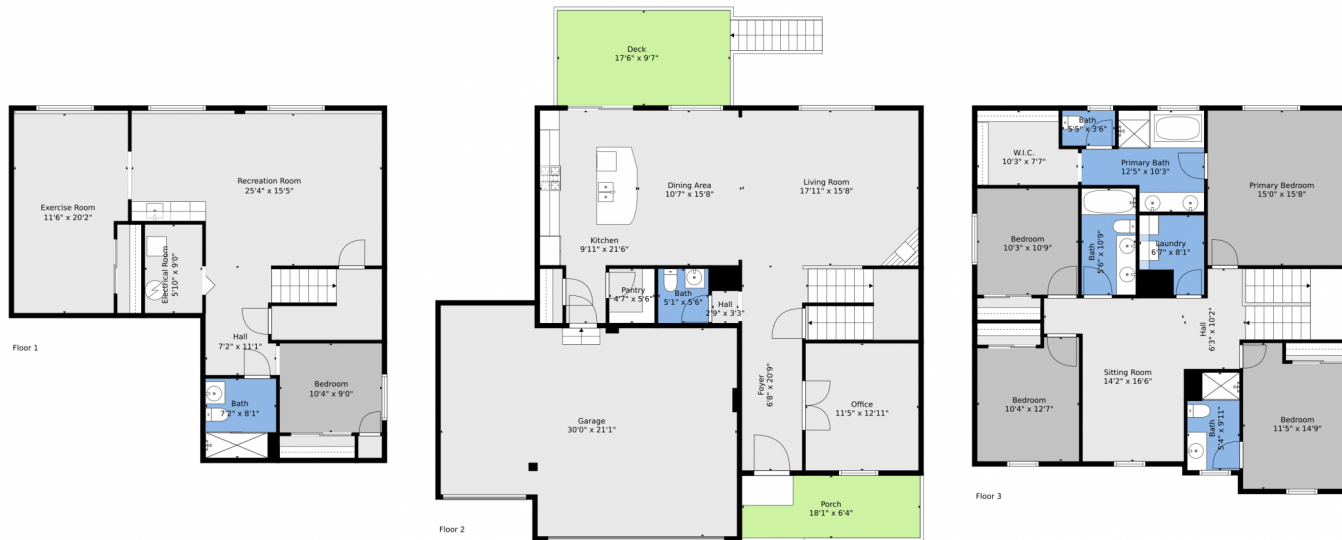 Exercise Room
11'6" x 20'2"
Recreation Room
25'4" x 15'5"
Electrical Room
5'10" x 9'0"
Hall
7'2" x 11'1"
Bath
7'2" x 8'1"
Bedroom
10'4" x 9'0"
Floor 1
Deck
17'6" x 9'7"
Kitchen
9'11" x 21'6"
Dining Area
10'7" x 15'8"
Living Room
17'11" x 15'8"
Pantry
4'7" x 5'6"
Bath
5'1" x 5'6"
Hall
2'9" x 3'3"
Foyer
6'8" x 20'9"
Office
11'5" x 12'11"
Garage
30'0" x 21'1"
Porch
18'1" x 6'4"
Floor 2
W.I.C.
10'3" x 7'7"
Bath
5'5" x 3'6"
Primary Bath
12'5" x 10'3"
Primary Bedroom
15'0" x 15'8"
Bedroom
10'3" x 10'9"
Bath
5'6" x 10'9"
Laundry
6'7" x 8'1"
Hall
6'3" x 10'2"
Sitting Room
14'2" x 16'6"
Bedroom
10'4" x 12'7"
Bath
5'4" x 9'11"
Bedroom
11'5" x 14'9"
Floor 3